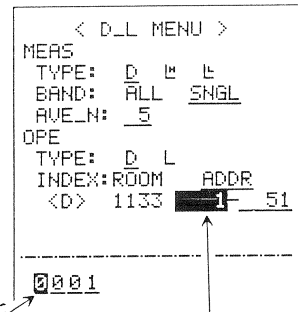 < D_L MENU >
MEAS
TYPE: D
BAND: ALL SNGL
AVE_N: 5
OPE
TYPE: D L
INDEX:ROOM ADDR
<D> 1133 1- 51
0001